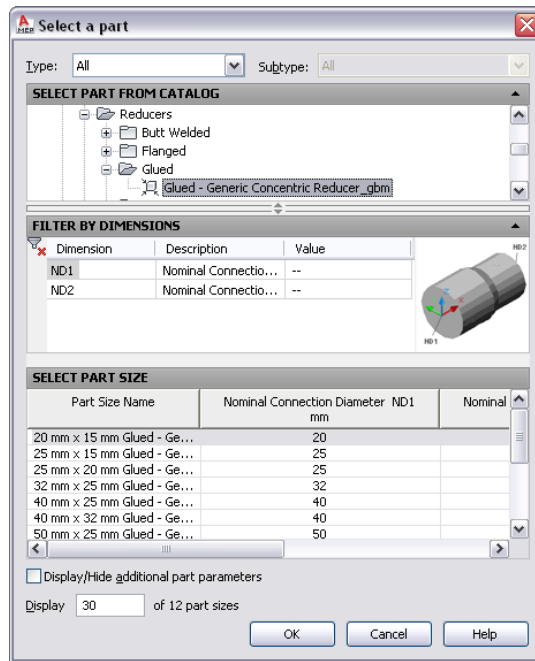 A MEP Select a part
Type: All Subtype: All
SELECT PART FROM CATALOG
Reducers
Butt Welded
Flanged
Glued
Glued - Generic Concentric Reducer_gbm
FILTER BY DIMENSIONS
Dimension Description Value
ND1 Nominal Connectio... --
ND2 Nominal Connectio... --
ND2
ND1
SELECT PART SIZE
Part Size Name Nominal Connection Diameter ND1 Nominal
mm
20 mm x 15 mm Glued - Ge... 20
25 mm x 15 mm Glued - Ge... 25
25 mm x 20 mm Glued - Ge... 25
32 mm x 25 mm Glued - Ge... 32
40 mm x 25 mm Glued - Ge... 40
40 mm x 32 mm Glued - Ge... 40
50 mm x 25 mm Glued - Ge... 50
Display/Hide additional part parameters
Display 30 of 12 part sizes
OK Cancel Help